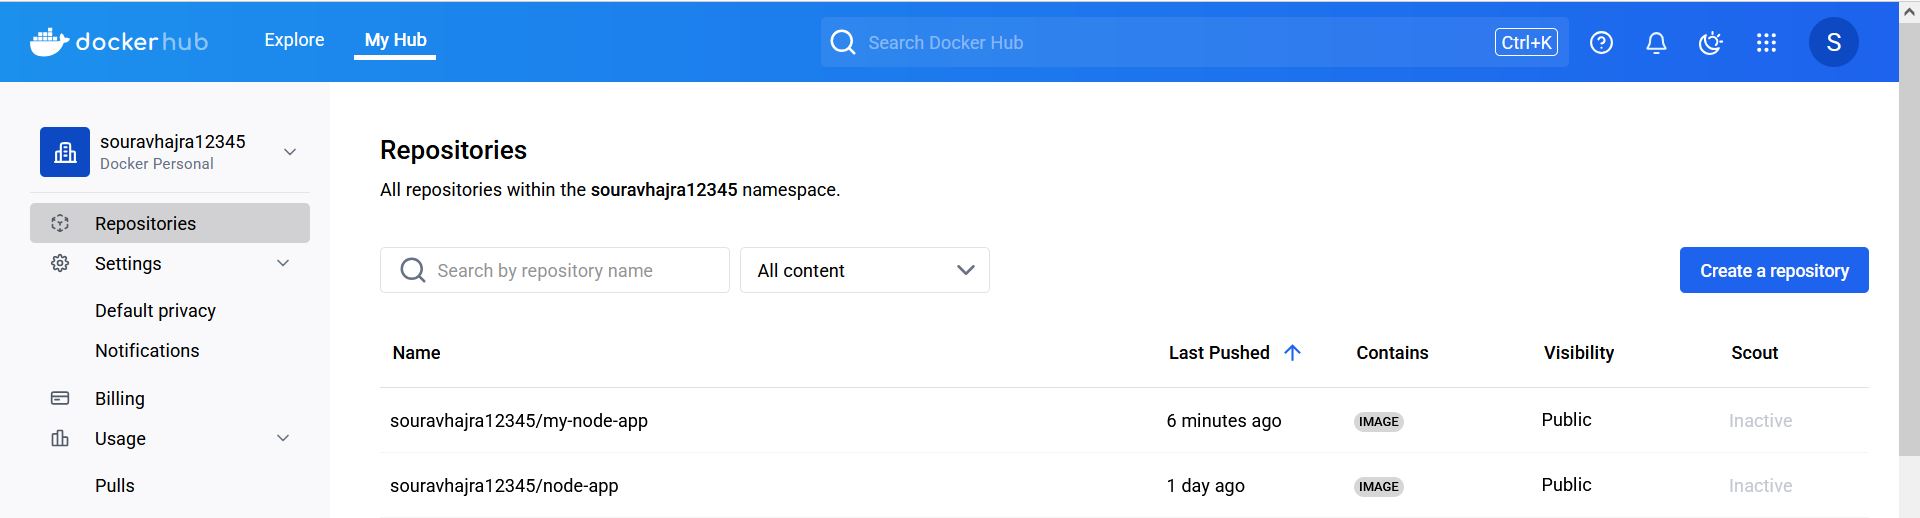 dockerhub Explore My Hub Search Docker Hub Ctrl+K S
souravhajra12345
Docker Personal
Repositories
Settings
Default privacy
Notifications
Billing
Usage
Pulls
Repositories
All repositories within the souravhajra12345 namespace.
Search by repository name All content Create a repository
Name Last Pushed Contains Visibility Scout
souravhajra12345/my-node-app 6 minutes ago IMAGE Public Inactive
souravhajra12345/node-app 1 day ago IMAGE Public Inactive